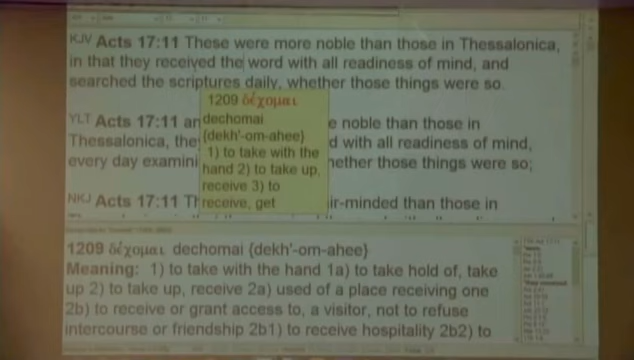 KJV Acts 17:11 These were more noble than those in Thessalonica,
in that they received the word with all readiness of mind, and
searched the scriptures daily, whether those things were so.
YLT Acts 17:11 an
e noble than those in
Thessalonica, the
d with all readiness of mind,
every day examini
hether those things were so;
NKJ Acts 17:11 Th
ir-minded than those in
1209 δέχομαι
dechomai
{dekh'-om-ahee}
1) to take with the
hand 2) to take up,
receive 3) to
receive, get
1209 δέχομαι dechomai {dekh'-om-ahee}
Meaning: 1) to take with the hand 1a) to take hold of, take
up 2) to take up, receive 2a) used of a place receiving one
2b) to receive or grant access to, a visitor, not to refuse
intercourse or friendship 2b1) to receive hospitality 2b2) to